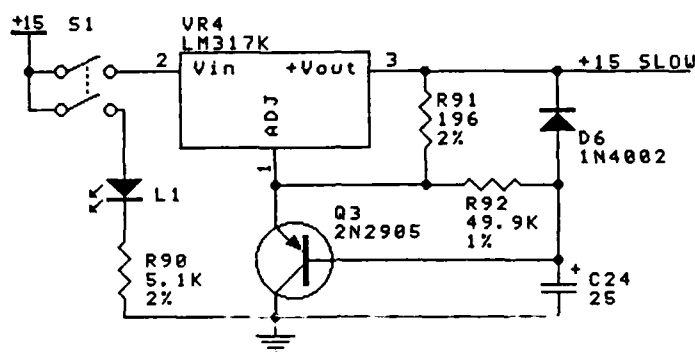 +15 S1
VR4
LM317K
2 Vin +Vout 3
+15 SLOW
ADJ
1
R91
196
2%
D6
1N4002
L1
R92
49.9K
1%
Q3
2N2905
R90
5.1K
2%
+
C24
25